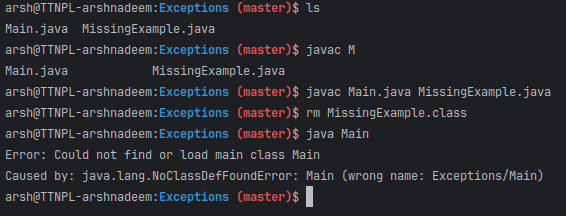 arsh@TTNPL-arshnadeem:Exceptions (master)$ ls
Main.java  MissingExample.java
arsh@TTNPL-arshnadeem:Exceptions (master)$ javac M
Main.java            MissingExample.java
arsh@TTNPL-arshnadeem:Exceptions (master)$ javac Main.java MissingExample.java
arsh@TTNPL-arshnadeem:Exceptions (master)$ rm MissingExample.class
arsh@TTNPL-arshnadeem:Exceptions (master)$ java Main
Error: Could not find or load main class Main
Caused by: java.lang.NoClassDefFoundError: Main (wrong name: Exceptions/Main)
arsh@TTNPL-arshnadeem:Exceptions (master)$